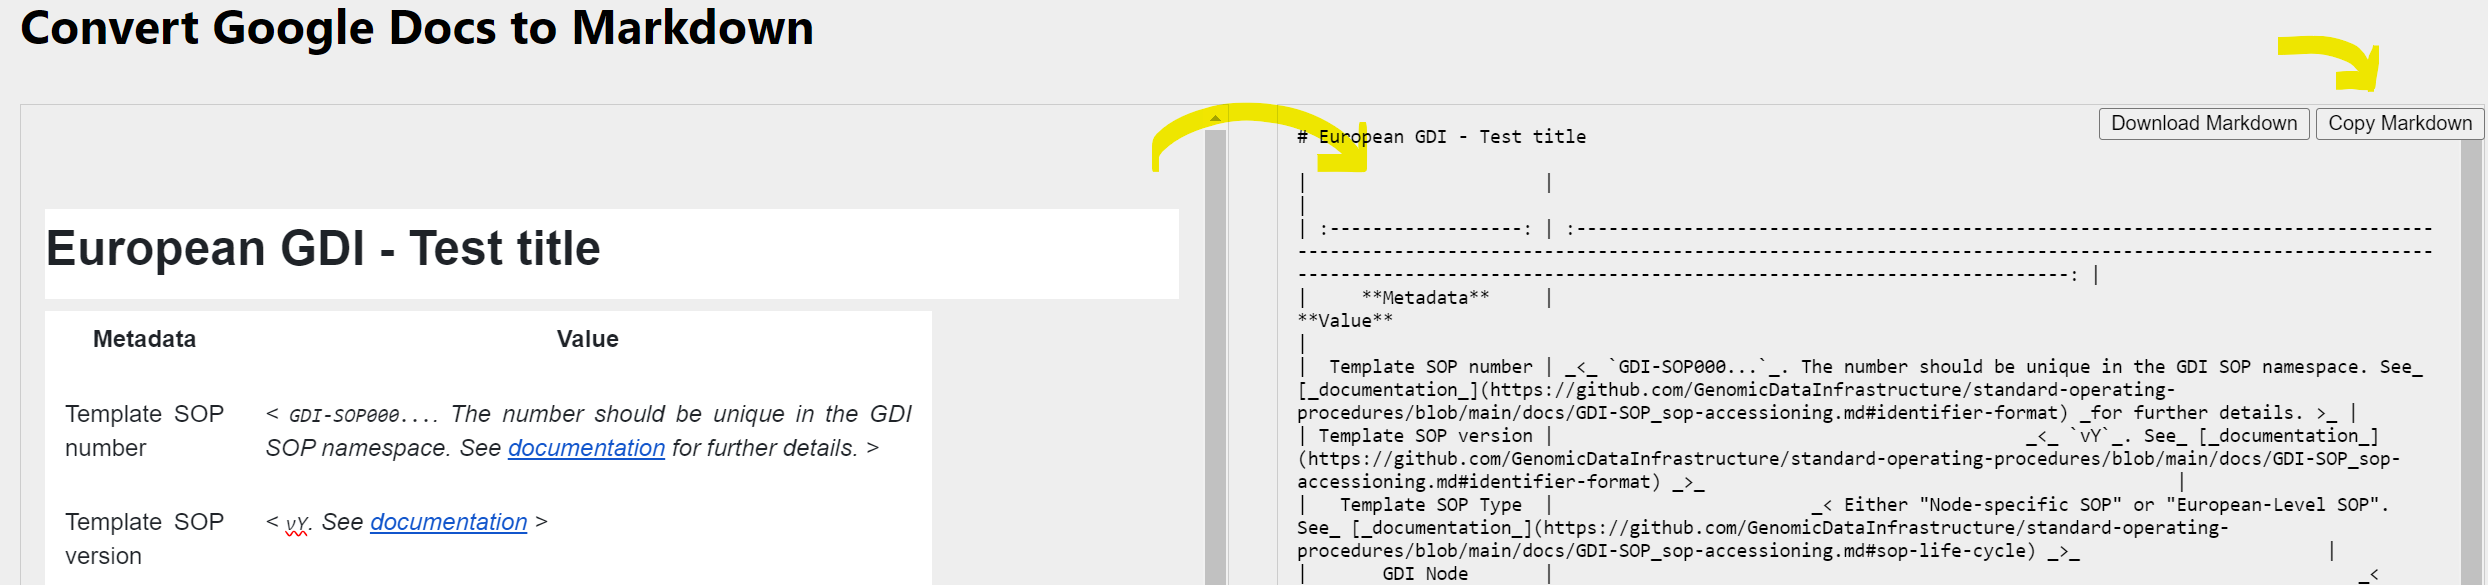 Convert Google Docs to Markdown
European GDI - Test title
Metadata Value
Template SOP number < GDI-SOP000.... The number should be unique in the GDI
SOP namespace. See documentation for further details. >
Template SOP version < vY. See documentation >
Download Markdown Copy Markdown
# European GDI - Test title
| |
|
| :------------------: | :--------------------------------------------------------------------------------
----------------------------------------------------------------------------------------------------------
------------------------------------------------------------------------: |
| **Metadata** |
**Value**
|
| Template SOP number | _<_ `GDI-SOP000...`_. The number should be unique in the GDI SOP namespace. See_
[_documentation_](https://github.com/GenomicDataInfrastructure/standard-operating-
procedures/blob/main/docs/GDI-SOP_sop-accessioning.md#identifier-format) _for further details. >_ |
| Template SOP version | _<_ `vY`_. See_ [_documentation_]
(https://github.com/GenomicDataInfrastructure/standard-operating-procedures/blob/main/docs/GDI-SOP_sop-
accessioning.md#identifier-format) _>_ |
| Template SOP Type | _< Either "Node-specific SOP" or "European-Level SOP".
See_ [_documentation_](https://github.com/GenomicDataInfrastructure/standard-operating-
procedures/blob/main/docs/GDI-SOP_sop-accessioning.md#sop-life-cycle) _>_ |
| GDI Node | _<